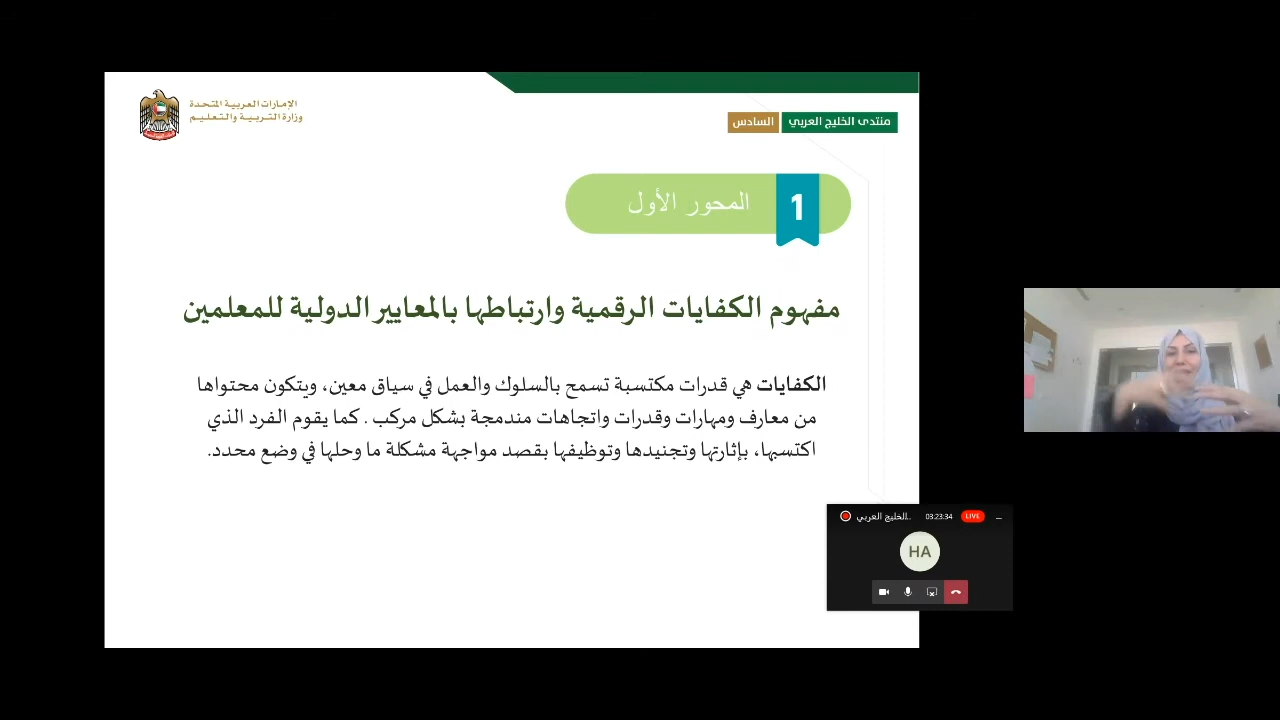 الإمارات العربية المتحدة
وزارة التربية والتعليم
منتدى الخليج العربي السادس
المحور الأول
1
مفهوم الكفايات الرقمية وارتباطها بالمعايير الدولية للمعلمين
الكفايات هي قدرات مكتسبة تسمح بالسلوك والعمل في سياق معين، ويتكون محتواها
من معارف ومهارات وقدرات واتجاهات مندمجة بشكل مركب . كما يقوم الفرد الذي
اكتسبها، بإثارتها وتجنيدها وتوظيفها بقصد مواجهة مشكلة ما وحلها في وضع محدد.
الخليج العربي.. 03:23:34 LIVE
HA